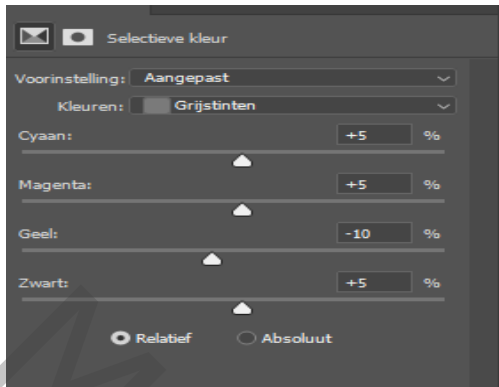 Selectieve kleur
Voorinstelling: Aangepast
Kleuren: Grijstinten
Cyaan: +5 %
Magenta: +5 %
Geel: -10 %
Zwart: +5 %
Relatief Absoluut